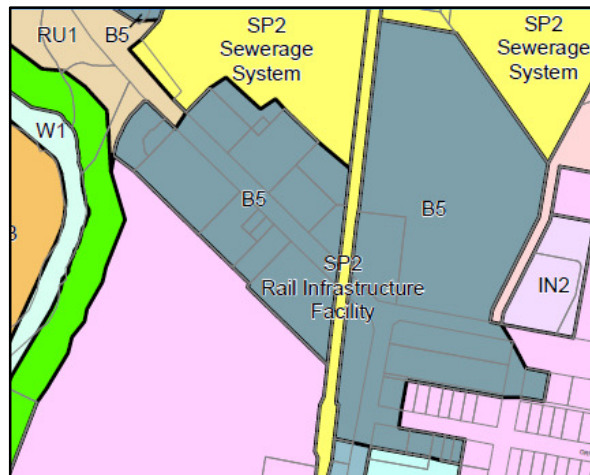 RU1
B5
SP2
Sewerage
System
SP2
Sewerage
System
W1
B5
B5
SP2
Rail Infrastructure
Facility
IN2